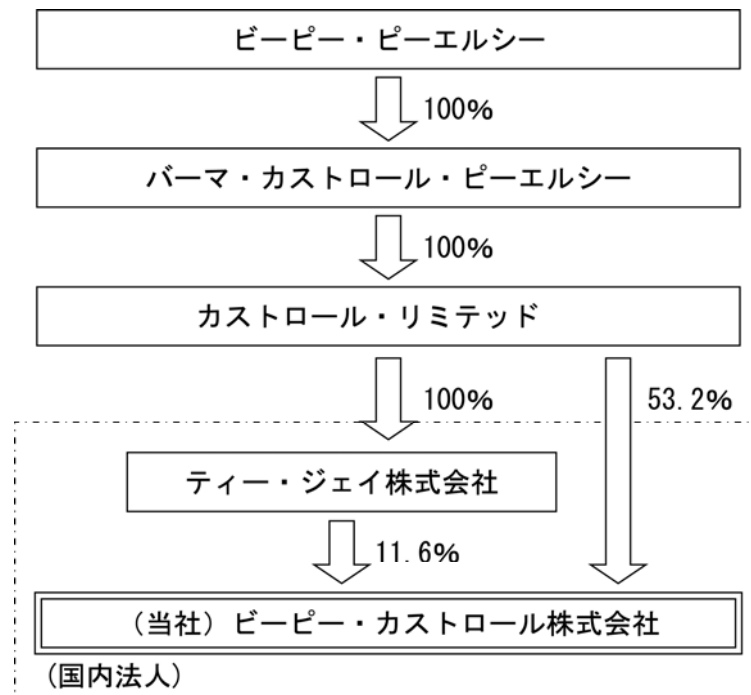 ビーピー・ピーエルシー
100%
バーマ・カストロール・ピーエルシー
100%
カストロール・リミテッド
100%
53.2%
ティー・ジェイ株式会社
11.6%
（当社）ビーピー・カストロール株式会社
(国内法人)